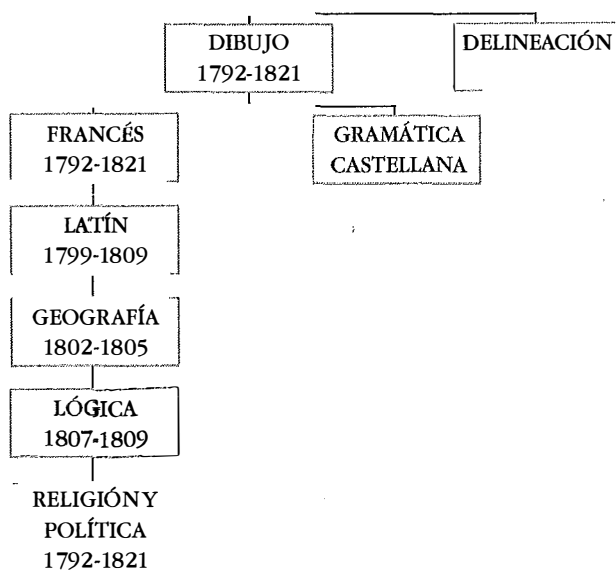 DIBUJO
1792-1821
DELINEACIÓN
FRANCÉS
1792-1821
GRAMÁTICA
CASTELLANA
LATÍN
1799-1809
GEOGRAFÍA
1802-1805
LÓGICA
1807-1809
RELIGIÓN Y
POLÍTICA
1792-1821